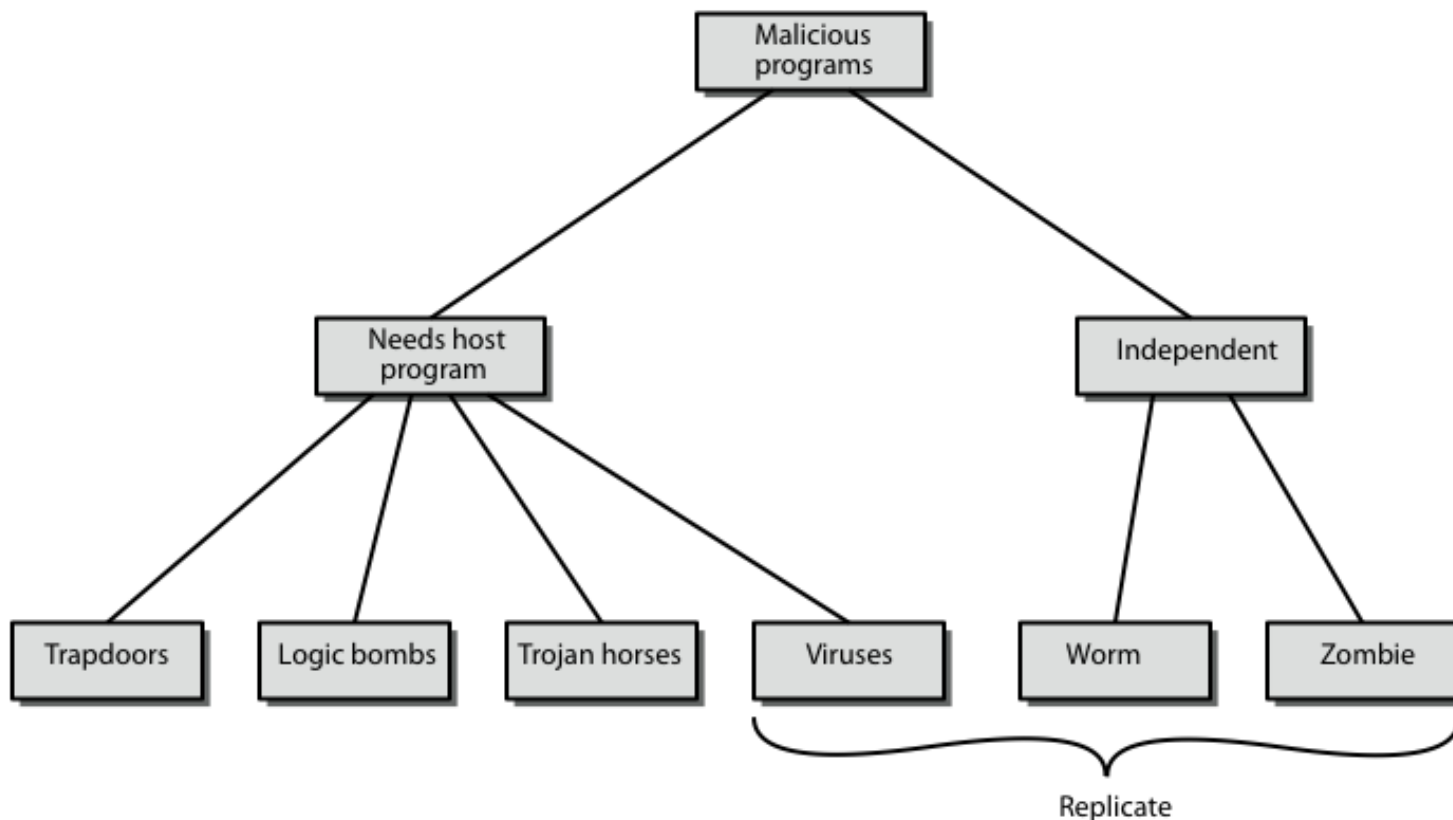 Malicious
programs
Needs host
program
Independent
Trapdoors
Logic bombs
Trojan horses
Viruses
Worm
Zombie
Replicate